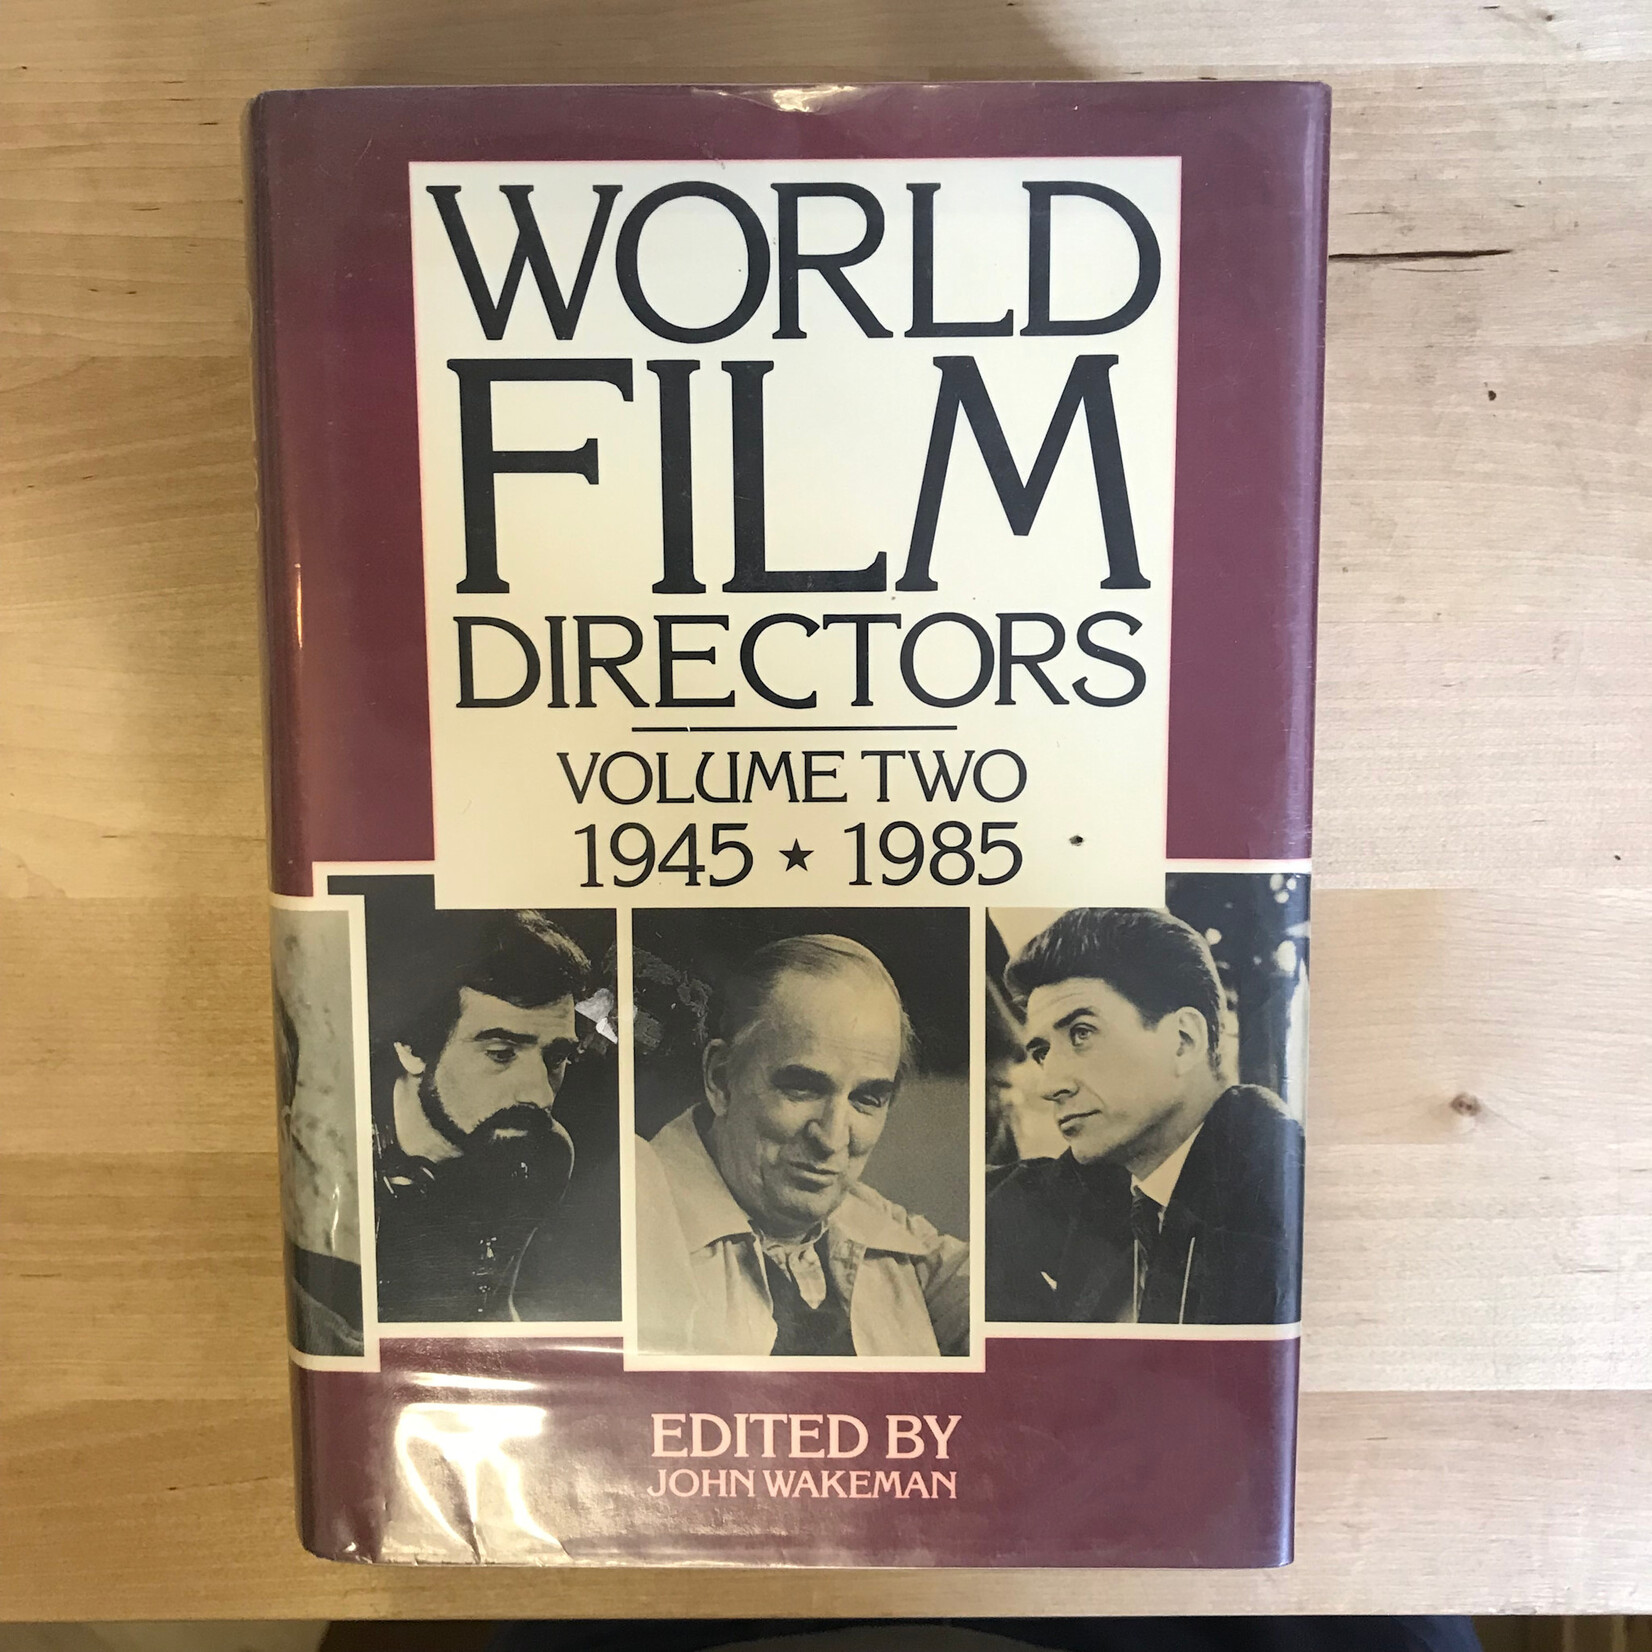 WORLD
FILM
DIRECTORS
VOLUME TWO
1945 ★ 1985
EDITED BY
JOHN WAKEMAN